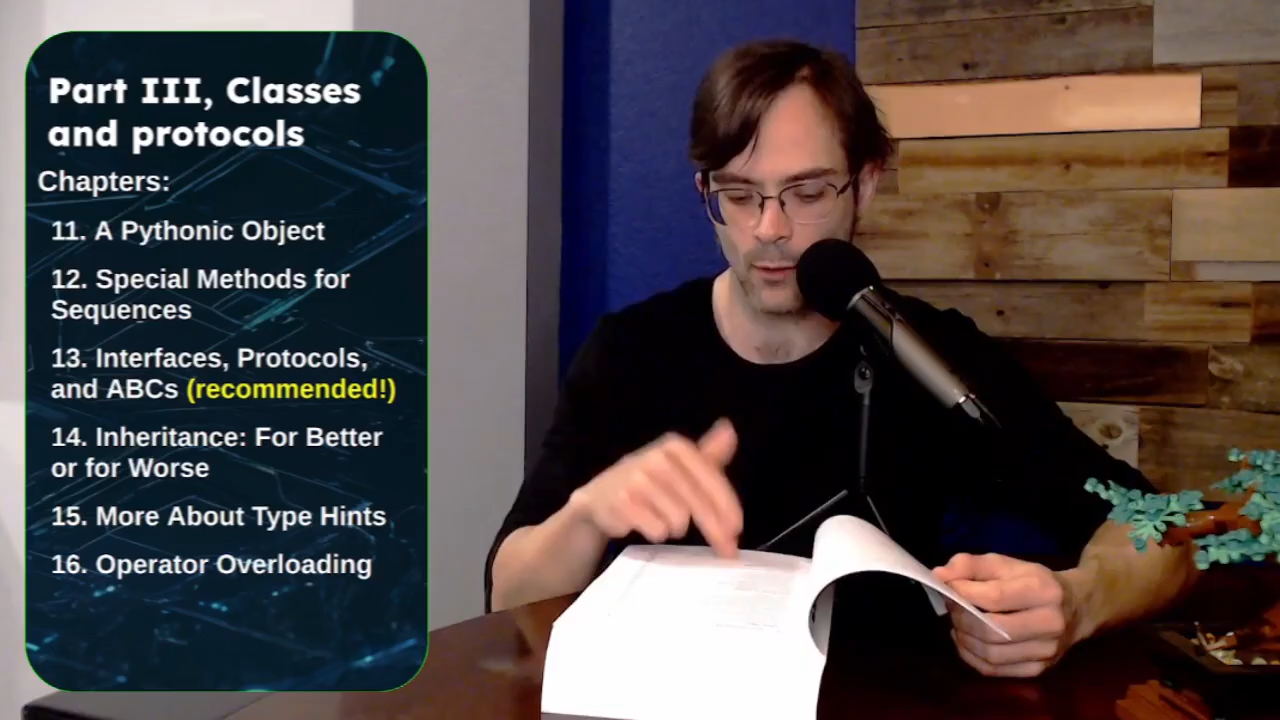 Part III, Classes
and protocols
Chapters:
11. A Pythonic Object
12. Special Methods for
Sequences
13. Interfaces, Protocols,
and ABCs (recommended!)
14. Inheritance: For Better
or for Worse
15. More About Type Hints
16. Operator Overloading